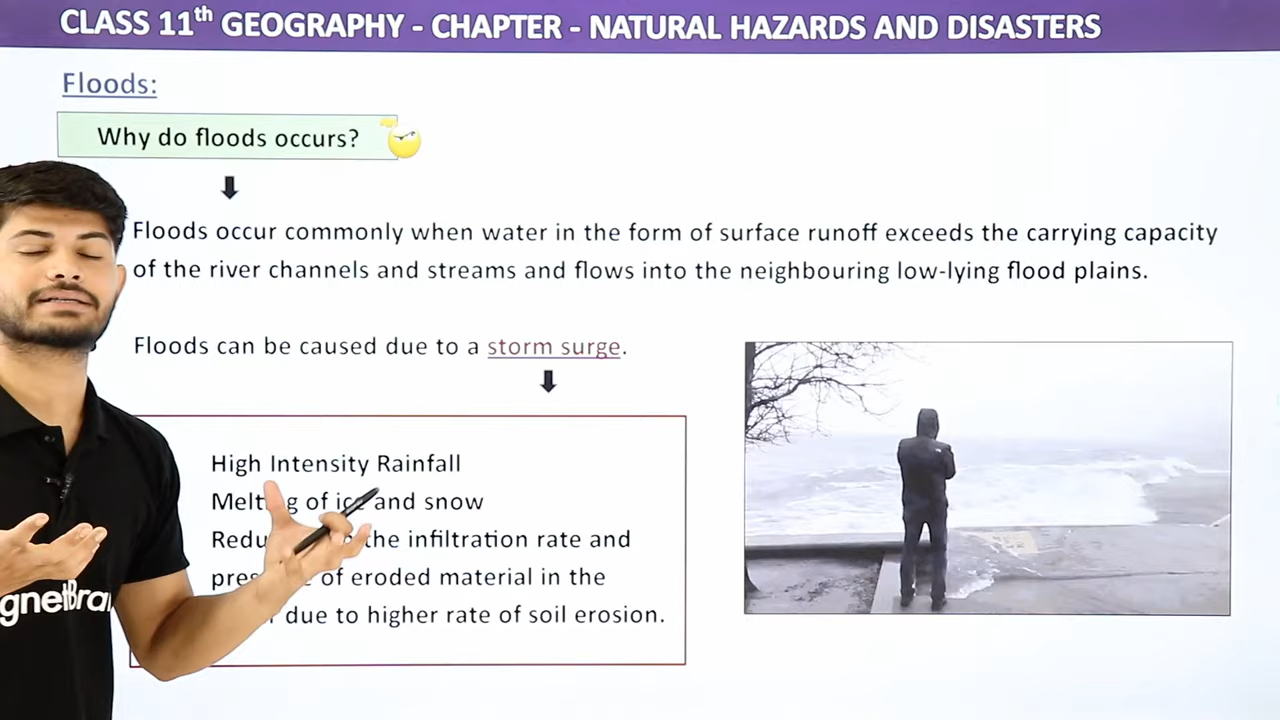 CLASS 11th GEOGRAPHY - CHAPTER - NATURAL HAZARDS AND DISASTERS
Floods:
Why do floods occurs?
Floods occur commonly when water in the form of surface runoff exceeds the carrying capacity
of the river channels and streams and flows into the neighbouring low-lying flood plains.
Floods can be caused due to a storm surge.
High Intensity Rainfall
of ice and snow
the infiltration rate and
of eroded material in the
due to higher rate of soil erosion.